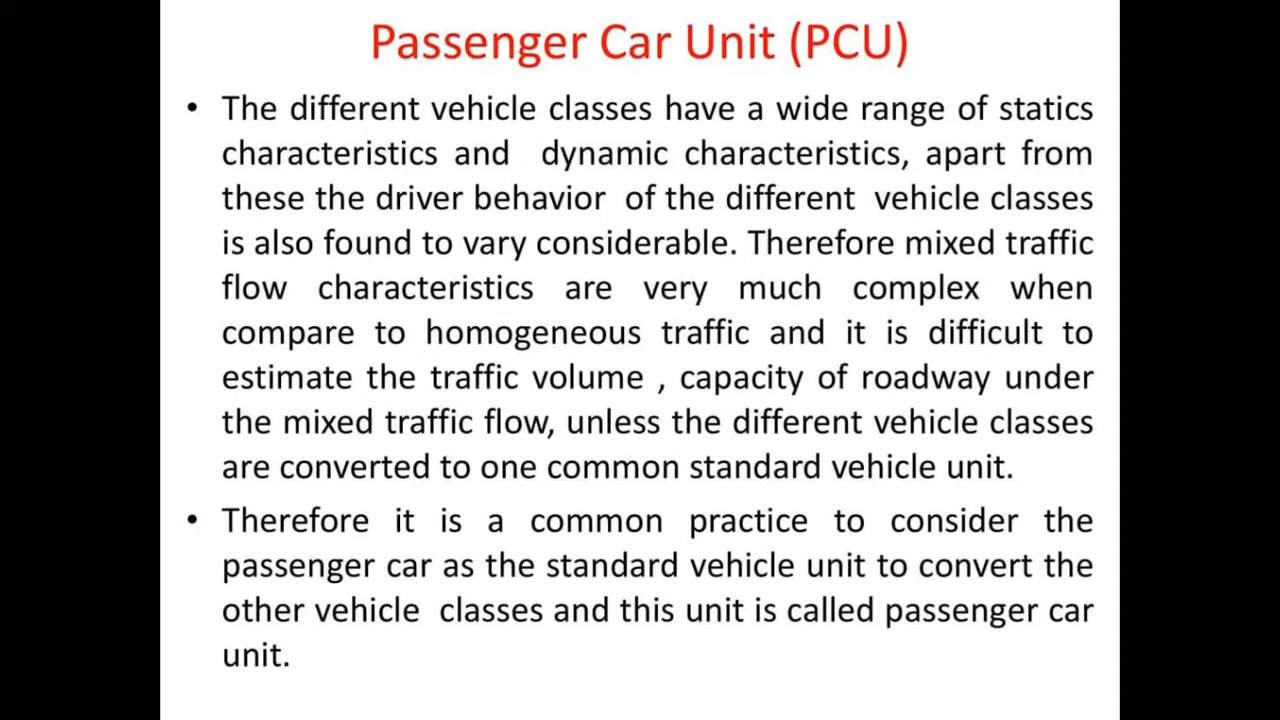 Passenger Car Unit (PCU)
• The different vehicle classes have a wide range of statics
characteristics and dynamic characteristics, apart from
these the driver behavior of the different vehicle classes
is also found to vary considerable. Therefore mixed traffic
flow characteristics are very much complex when
compare to homogeneous traffic and it is difficult to
estimate the traffic volume , capacity of roadway under
the mixed traffic flow, unless the different vehicle classes
are converted to one common standard vehicle unit.
• Therefore it is a common practice to consider the
passenger car as the standard vehicle unit to convert the
other vehicle classes and this unit is called passenger car
unit.